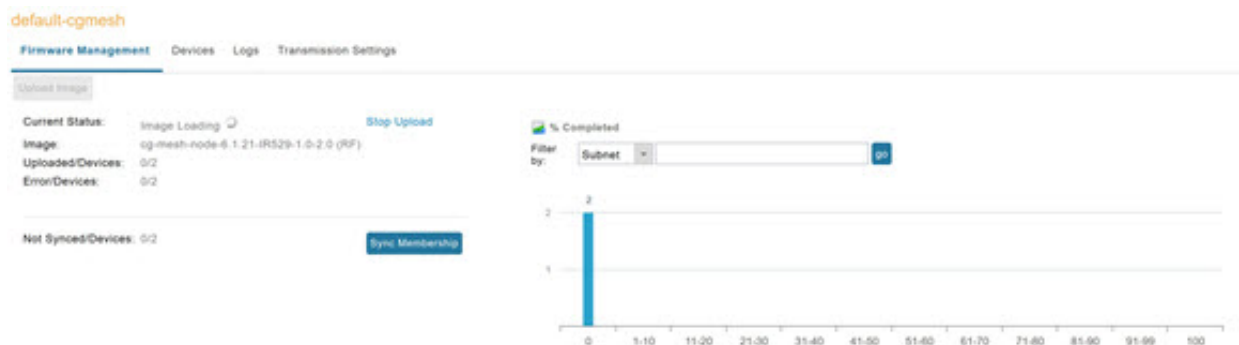 default-cgmesh
Firmware Management Devices Logs Transmission Settings
Upload Image
Current Status: Image Loading Stop Upload
Image: cg-mesh-node-6.1.21-IR529-1.0-2.0 (RF)
Uploaded/Devices: 0/2
Error/Devices: 0/2
Not Synced/Devices: 0/2 Sync Membership
% Completed
Filter by: Subnet go
2
2
1
0 1-10 11-20 21-30 31-40 41-50 51-60 61-70 71-80 81-90 91-99 100